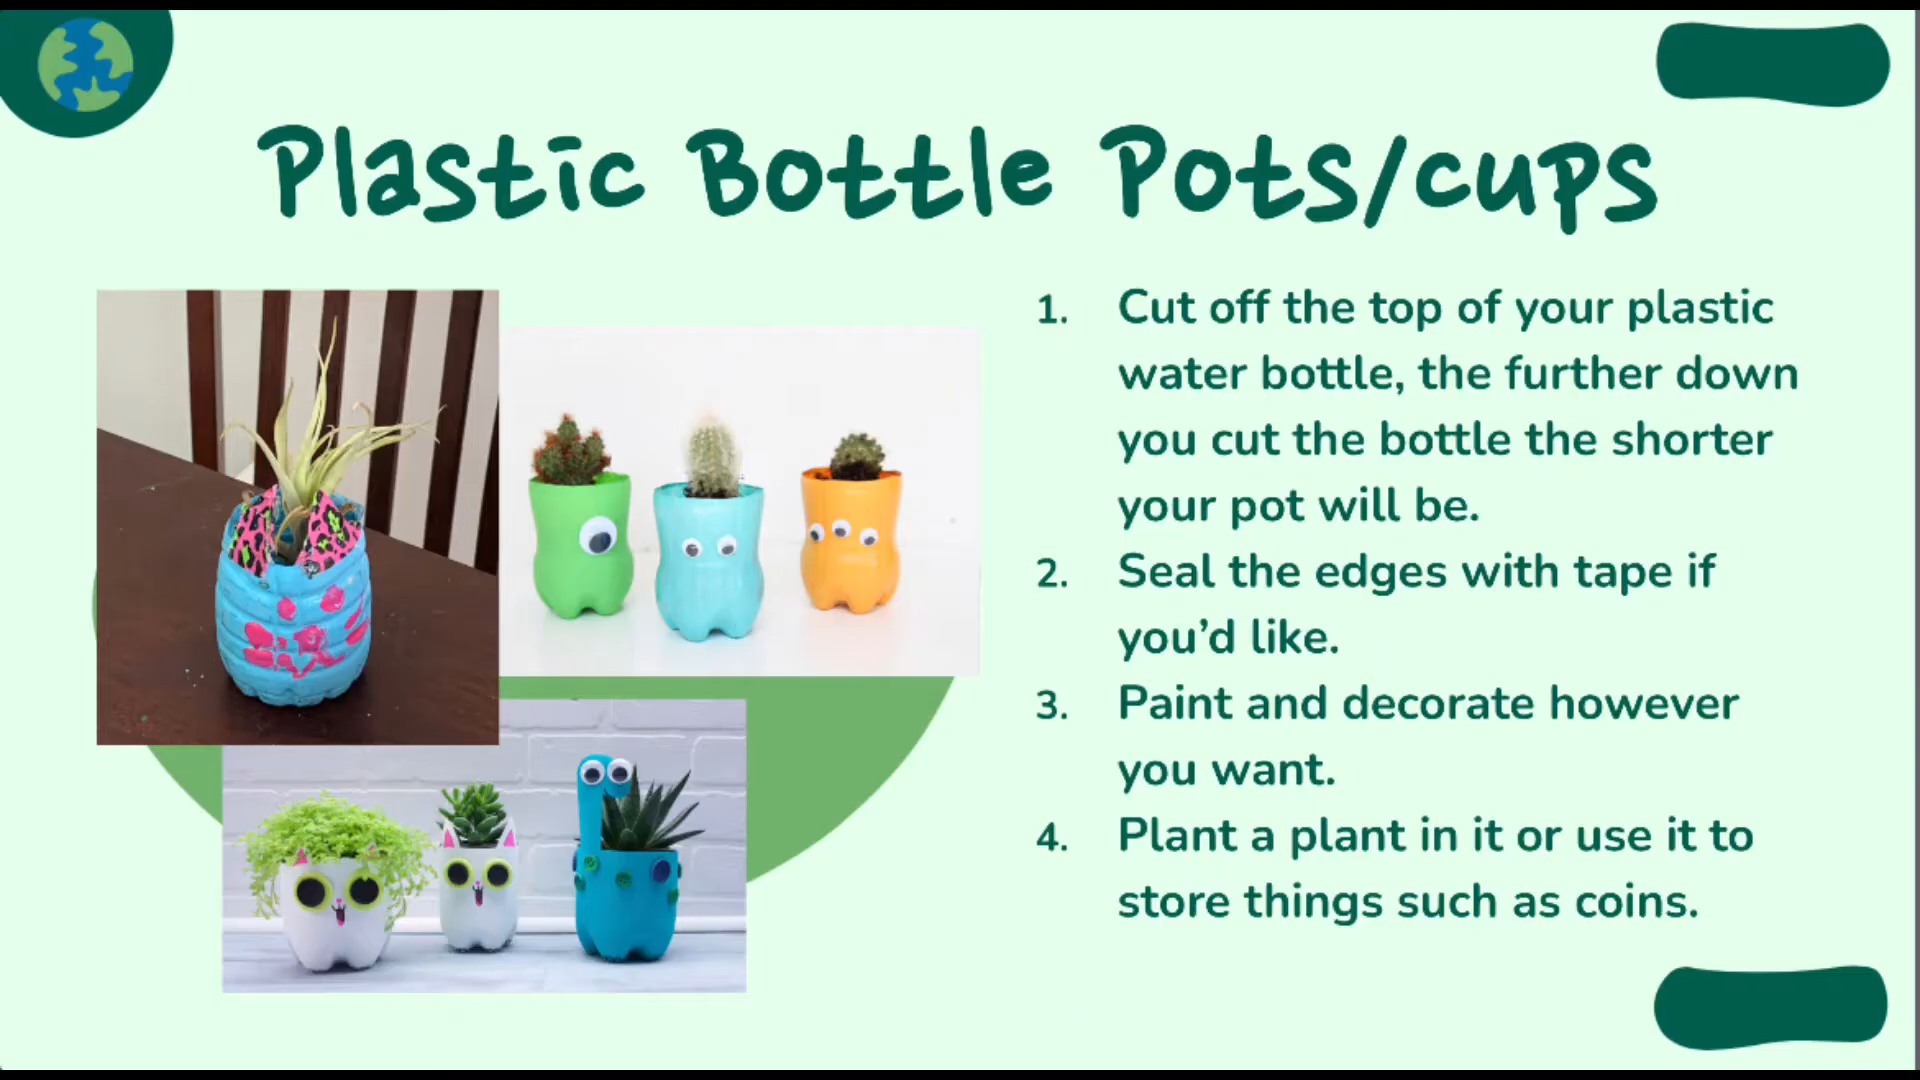 Plastic Bottle Pots/cups
1. Cut off the top of your plastic
water bottle, the further down
you cut the bottle the shorter
your pot will be.
2. Seal the edges with tape if
you’d like.
3. Paint and decorate however
you want.
4. Plant a plant in it or use it to
store things such as coins.